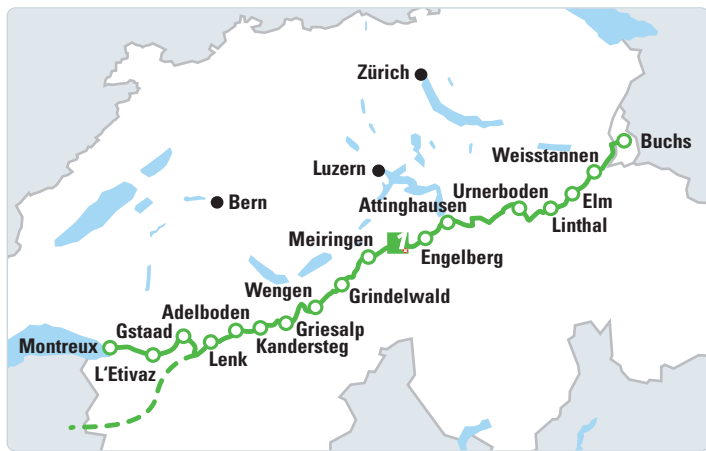 Zürich
Buchs
Weisstannen
Luzern
Urnerboden
Elm
Bern
Attinghausen
Linthal
Meiringen
1
Engelberg
Wengen
Grindelwald
Adelboden
Gstaad
Griesalp
Montreux
Kandersteg
Lenk
L'Etivaz